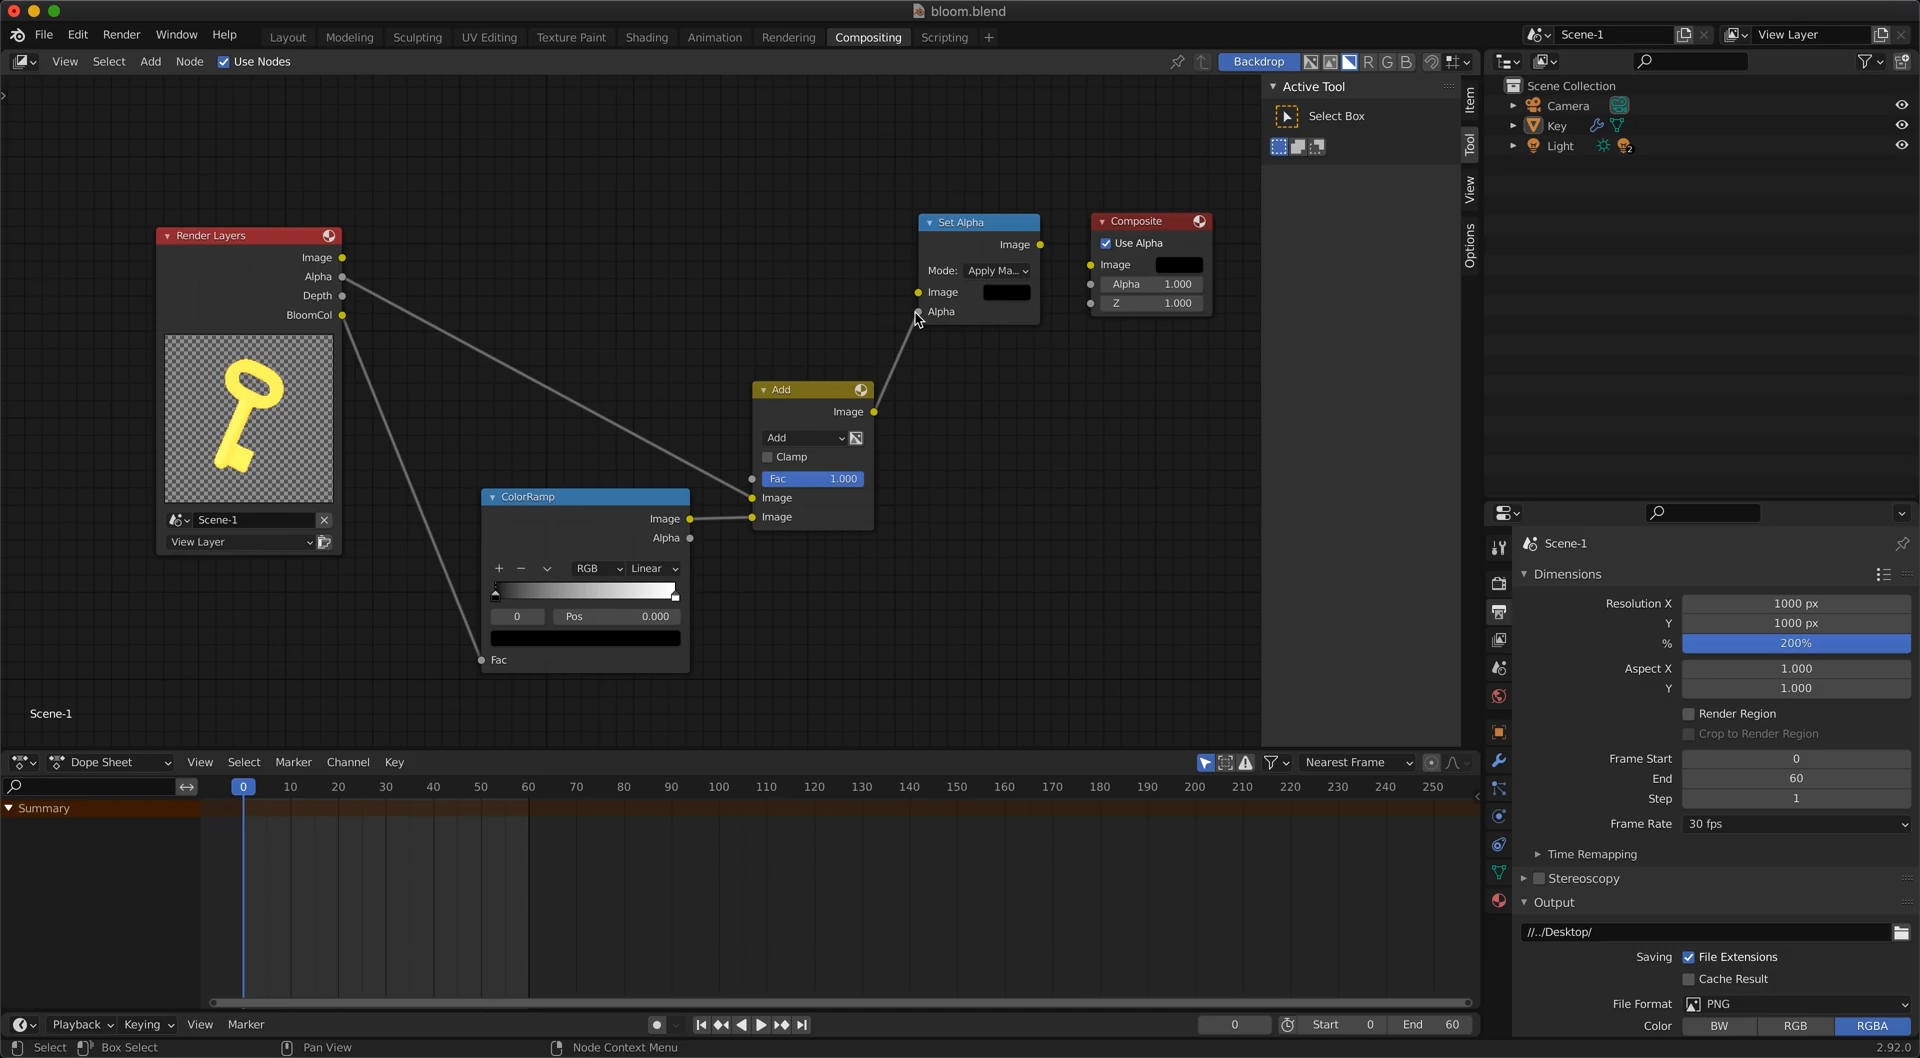 bloom.blend
File Edit Render Window Help Layout Modeling Sculpting UV Editing Texture Paint Shading Animation Rendering Compositing Scripting + Scene-1 View Layer
View Select Add Node Use Nodes Backdrop R G B
Active Tool
Select Box
Item
Tool
View
Options
Scene Collection
Camera
Key
Light 2
Render Layers
Image
Alpha
Depth
BloomCol
Scene-1
View Layer
Set Alpha
Image
Mode: Apply Ma...
Image
Alpha
Composite
Use Alpha
Image
Alpha 1.000
Z 1.000
Add
Image
Add
Clamp
Fac 1.000
Image
Image
ColorRamp
Image
Alpha
+ − RGB Linear
0 Pos 0.000
Fac
Scene-1
Scene-1
Dimensions
Resolution X 1000 px
Y 1000 px
% 200%
Aspect X 1.000
Y 1.000
Render Region
Crop to Render Region
Frame Start 0
End 60
Step 1
Frame Rate 30 fps
Time Remapping
Stereoscopy
Output
//../Desktop/
Saving File Extensions
Cache Result
File Format PNG
Color BW RGB RGBA
Dope Sheet View Select Marker Channel Key Nearest Frame
0 10 20 30 40 50 60 70 80 90 100 110 120 130 140 150 160 170 180 190 200 210 220 230 240 250
Summary
Playback Keying View Marker 0 Start 0 End 60
Select Box Select Pan View Node Context Menu 2.92.0